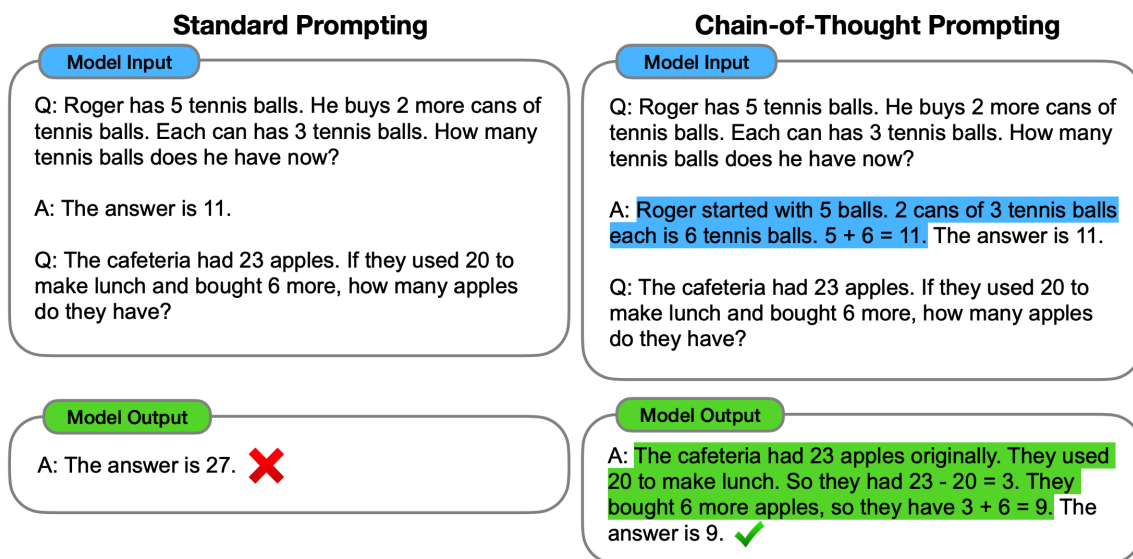 Standard Prompting
Model Input
Q: Roger has 5 tennis balls. He buys 2 more cans of
tennis balls. Each can has 3 tennis balls. How many
tennis balls does he have now?
A: The answer is 11.
Q: The cafeteria had 23 apples. If they used 20 to
make lunch and bought 6 more, how many apples
do they have?
Model Output
A: The answer is 27.
Chain-of-Thought Prompting
Model Input
Q: Roger has 5 tennis balls. He buys 2 more cans of
tennis balls. Each can has 3 tennis balls. How many
tennis balls does he have now?
A: Roger started with 5 balls. 2 cans of 3 tennis balls
each is 6 tennis balls. 5 + 6 = 11. The answer is 11.
Q: The cafeteria had 23 apples. If they used 20 to
make lunch and bought 6 more, how many apples
do they have?
Model Output
A: The cafeteria had 23 apples originally. They used
20 to make lunch. So they had 23 - 20 = 3. They
bought 6 more apples, so they have 3 + 6 = 9. The
answer is 9.